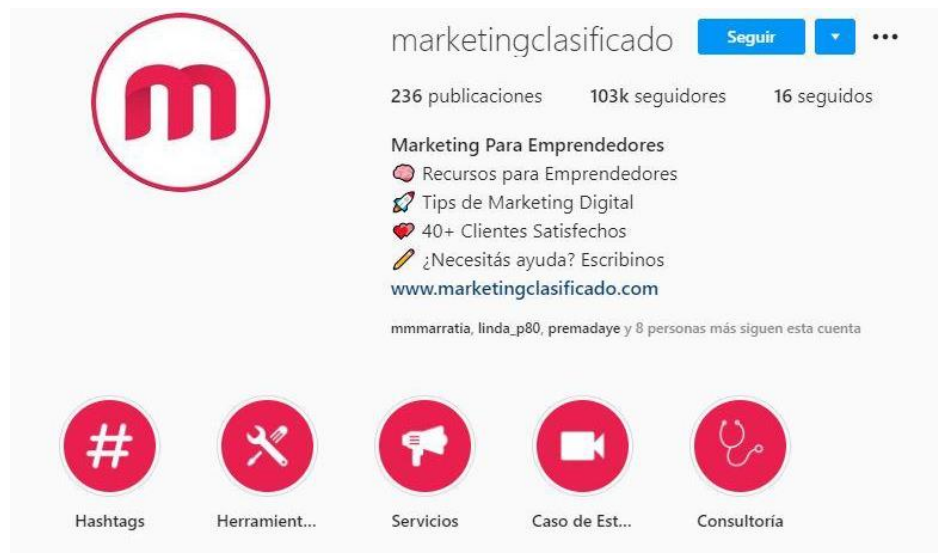 m
marketingclasificado Seguir
236 publicaciones 103k seguidores 16 seguidos
Marketing Para Emprendedores
Recursos para Emprendedores
Tips de Marketing Digital
40+ Clientes Satisfechos
¿Necesitás ayuda? Escribinos
www.marketingclasificado.com
mmmarratia, linda_p80, premadaye y 8 personas más siguen esta cuenta
#
Hashtags Herramient... Servicios Caso de Est... Consultoría